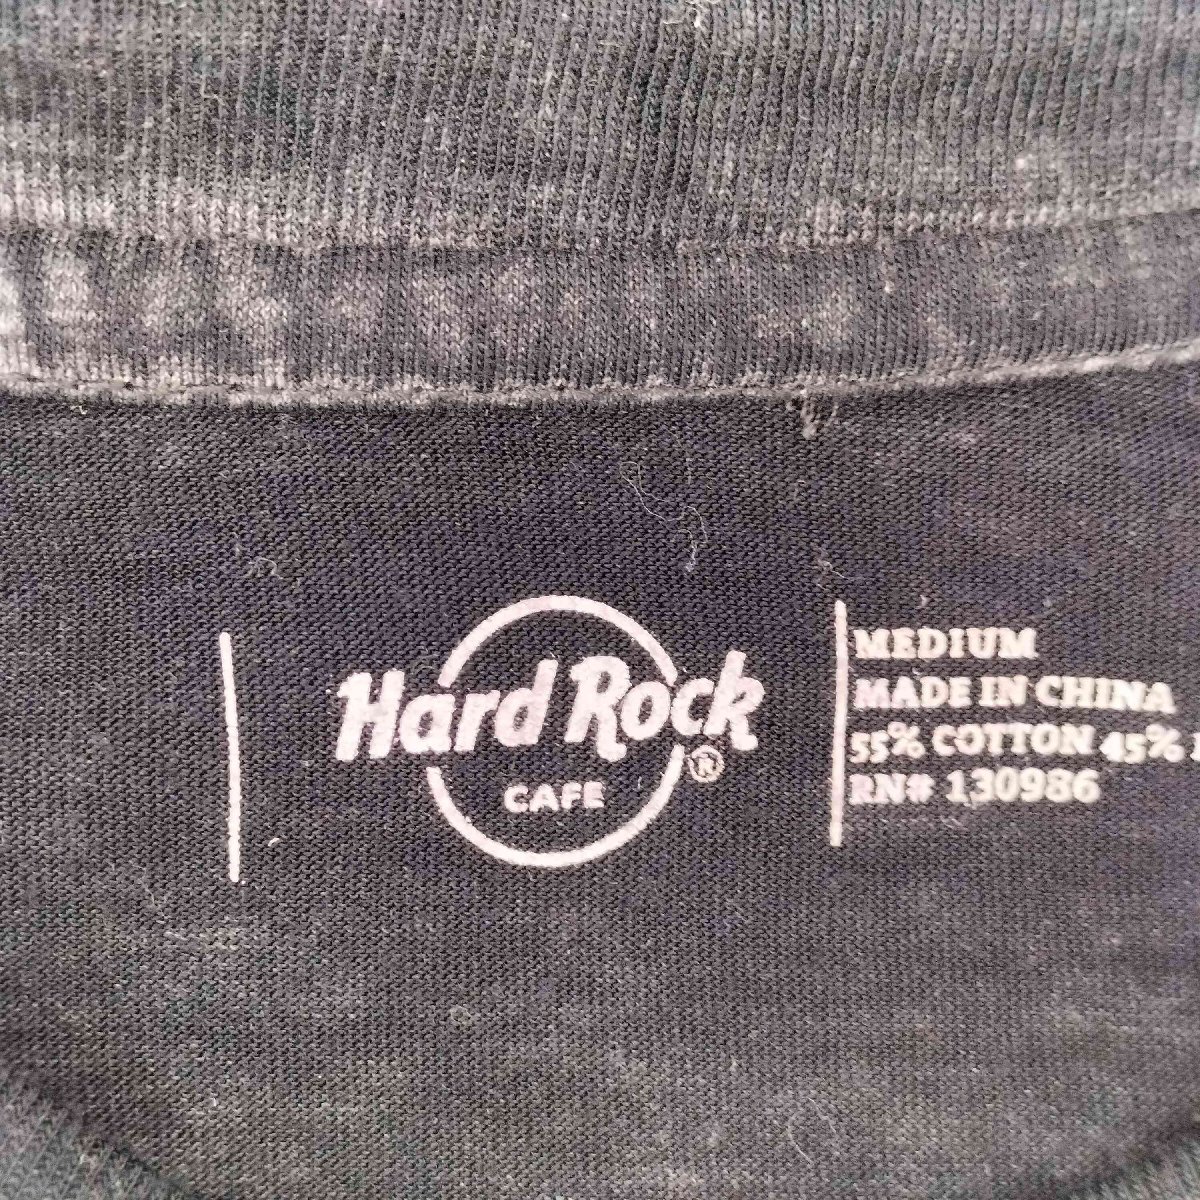 Hard Rock
®
CAFE
MEDIUM
MADE IN CHINA
55% COTTON 45%
RN# 130986